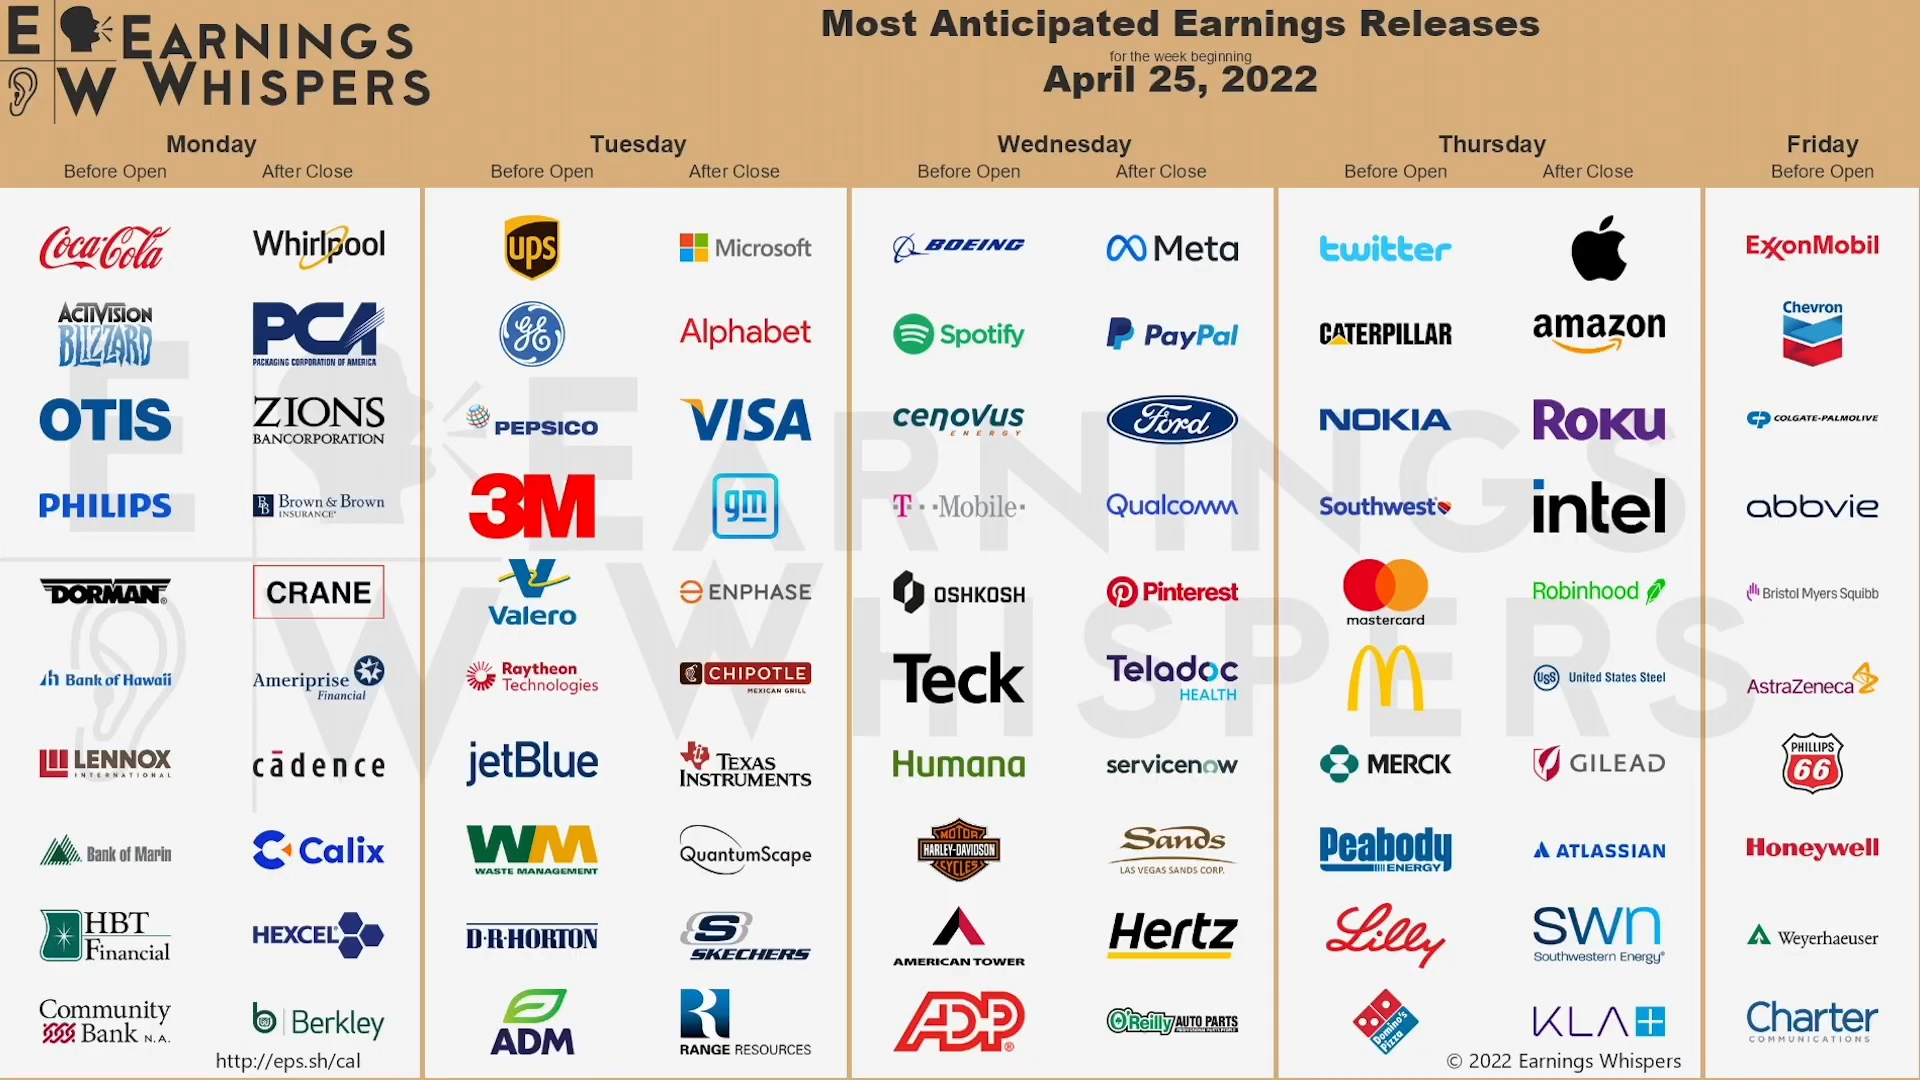 E
EARNINGS
W
WHISPERS
Most Anticipated Earnings Releases
for the week beginning
April 25, 2022
Monday
Tuesday
Wednesday
Thursday
Friday
Before Open
After Close
Before Open
After Close
Before Open
After Close
Before Open
After Close
Before Open
Coca-Cola
Whirlpool
ups
Microsoft
BOEING
Meta
twitter
ExxonMobil
ACTIVISION
BLIZZARD
PCA
PACKAGING CORPORATION OF AMERICA
GE
Alphabet
Spotify
PayPal
CATERPILLAR
amazon
Chevron
OTIS
ZIONS
BANCORPORATION
PEPSICO
VISA
cenovus
ENERGY
Ford
NOKIA
Roku
CP COLGATE-PALMOLIVE
PHILIPS
B B Brown & Brown
INSURANCE
3M
gm
T··Mobile·
Qualcomm
Southwest
intel
abbvie
DORMAN®
CRANE
Valero
ENPHASE
OSHKOSH
Pinterest
mastercard
Robinhood
Bristol Myers Squibb
Bank of Hawaii
Ameriprise
Financial
Raytheon
Technologies
CHIPOTLE
MEXICAN GRILL
Teck
Teladoc
HEALTH
M
USS United States Steel
AstraZeneca
LENNOX
INTERNATIONAL
cādence
jetBlue
TEXAS
INSTRUMENTS
Humana
servicenow
MERCK
GILEAD
PHILLIPS
66
Bank of Marin
Calix
WM
WASTE MANAGEMENT
QuantumScape
MOTOR
HARLEY-DAVIDSON
CYCLES
Sands
LAS VEGAS SANDS CORP.
Peabody
ENERGY
ATLASSIAN
Honeywell
HBT
Financial
HEXCEL
D·R·HORTON
S
SKECHERS
AMERICAN TOWER
Hertz
Lilly
SWN
Southwestern Energy®
Weyerhaeuser
Community
Bank N.A.
Berkley
ADM
R
RANGE RESOURCES
ADP®
O'Reilly AUTO PARTS
Domino's
Pizza
KLA
Charter
COMMUNICATIONS
http://eps.sh/cal
© 2022 Earnings Whispers
E
EARNINGS
W
WHISPERS